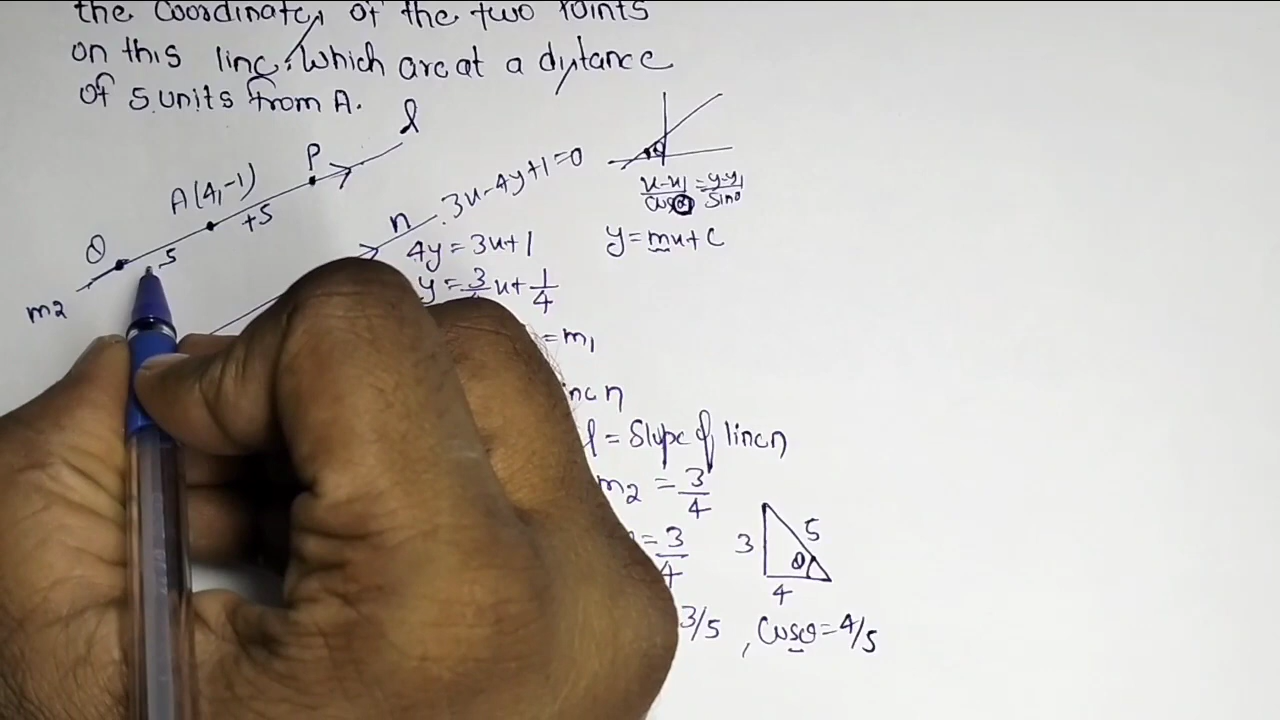 the Coordinates of the two Points
on this line, which are at a distance
of 5 units from A.
l
P
A(4,-1)
+5
Q
5
m2
n
3x-4y+1=0
4y=3x+1
y=3/ x+1/4
=m1
line n
l = Slope of line n
m2 = 3/4
=3/4
3/5 , Cosθ=4/5
3
5
θ
4
θ
x-x1/Cosθ = y-y1/Sinθ
y=mx+c